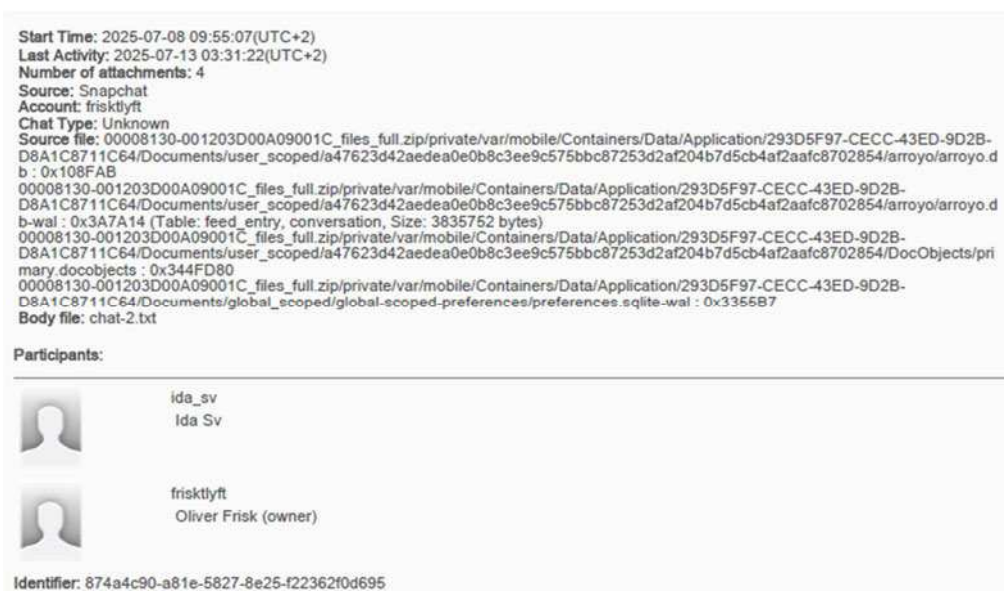 Start Time: 2025-07-08 09:55:07(UTC+2)
Last Activity: 2025-07-13 03:31:22(UTC+2)
Number of attachments: 4
Source: Snapchat
Account: frisktlyft
Chat Type: Unknown
Source file: 00008130-001203D00A09001C_files_full.zip/private/var/mobile/Containers/Data/Application/293D5F97-CECC-43ED-9D2B-
D8A1C8711C64/Documents/user_scoped/a47623d42aedea0e0b8c3ee9c575bbc87253d2af204b7d5cb4af2aafc8702854/arroyo/arroyo.d
b : 0x108FAB
00008130-001203D00A09001C_files_full.zip/private/var/mobile/Containers/Data/Application/293D5F97-CECC-43ED-9D2B-
D8A1C8711C64/Documents/user_scoped/a47623d42aedea0e0b8c3ee9c575bbc87253d2af204b7d5cb4af2aafc8702854/arroyo/arroyo.d
b-wal : 0x3A7A14 (Table: feed_entry, conversation, Size: 3835752 bytes)
00008130-001203D00A09001C_files_full.zip/private/var/mobile/Containers/Data/Application/293D5F97-CECC-43ED-9D2B-
D8A1C8711C64/Documents/user_scoped/a47623d42aedea0e0b8c3ee9c575bbc87253d2af204b7d5cb4af2aafc8702854/DocObjects/pri
mary.docobjects : 0x344FD80
00008130-001203D00A09001C_files_full.zip/private/var/mobile/Containers/Data/Application/293D5F97-CECC-43ED-9D2B-
D8A1C8711C64/Documents/global_scoped/global-scoped-preferences/preferences.sqlite-wal : 0x3355B7
Body file: chat-2.txt
Participants:
ida_sv
Ida Sv
frisktlyft
Oliver Frisk (owner)
Identifier: 874a4c90-a81e-5827-8e25-f22362f0d695